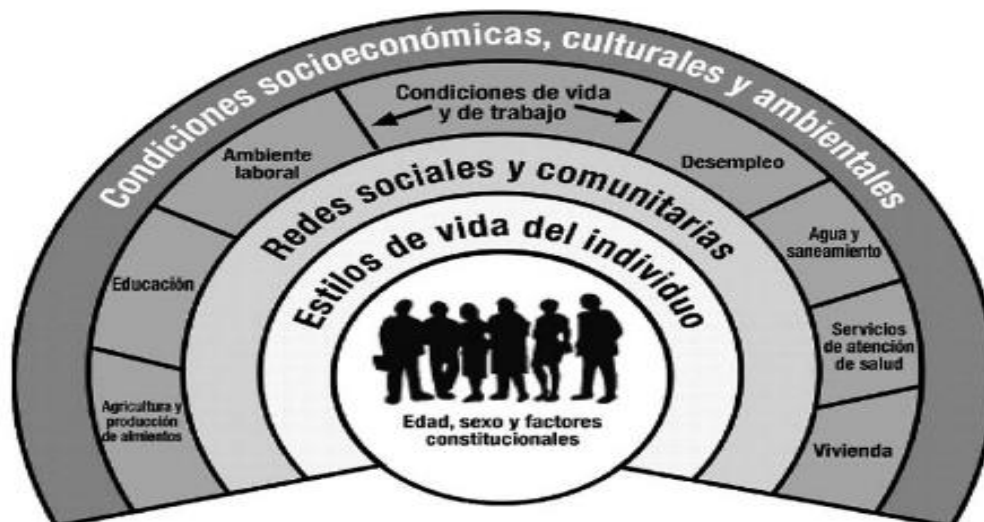 Condiciones socioeconómicas, culturales y ambientales
Condiciones de vida
y de trabajo
Ambiente
laboral
Desempleo
Redes sociales y comunitarias
Educación
Agua y
saneamiento
Estilos de vida del individuo
Servicios
de atención
de salud
Agricultura y
producción
de alimientos
Edad, sexo y factores
constitucionales
Vivienda